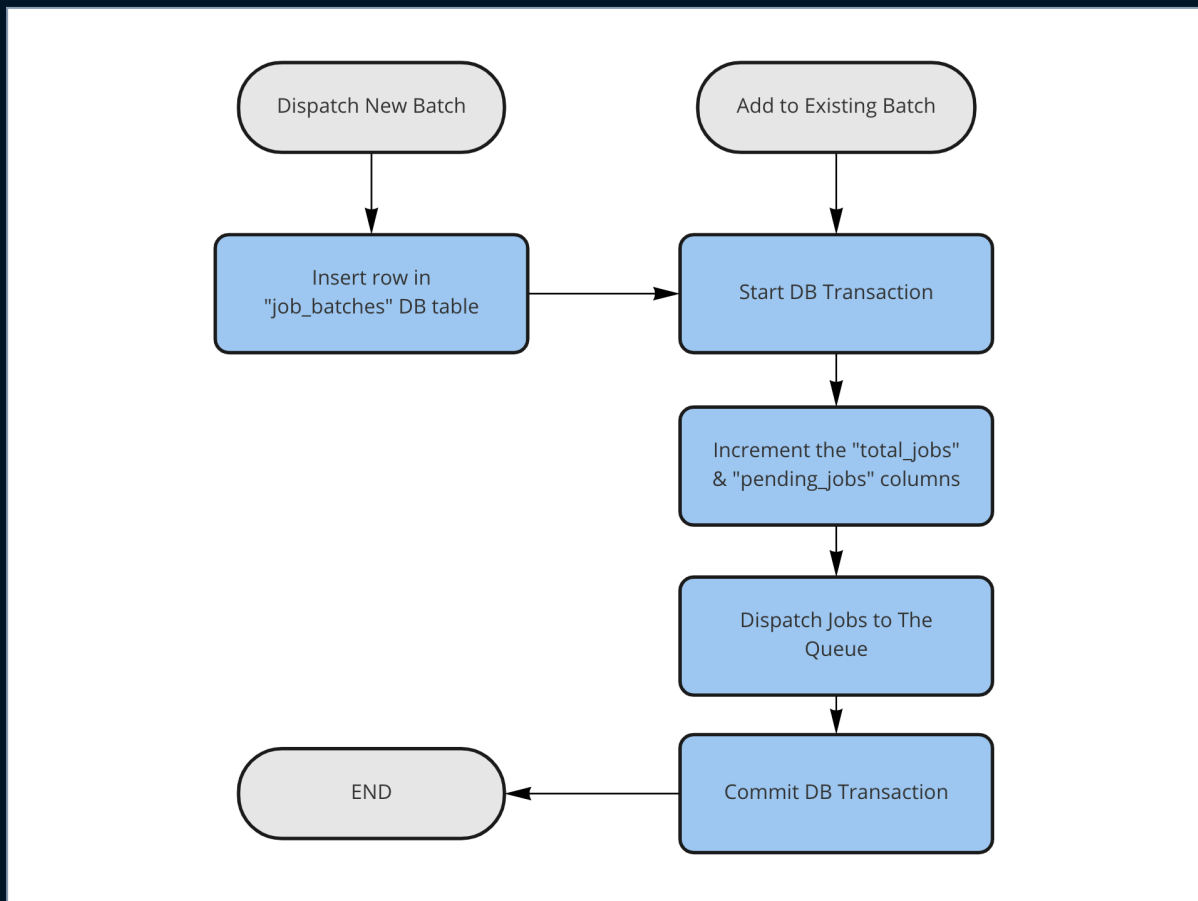 Dispatch New Batch
Add to Existing Batch
Insert row in
"job_batches" DB table
Start DB Transaction
Increment the "total_jobs"
& "pending_jobs" columns
Dispatch Jobs to The
Queue
Commit DB Transaction
END